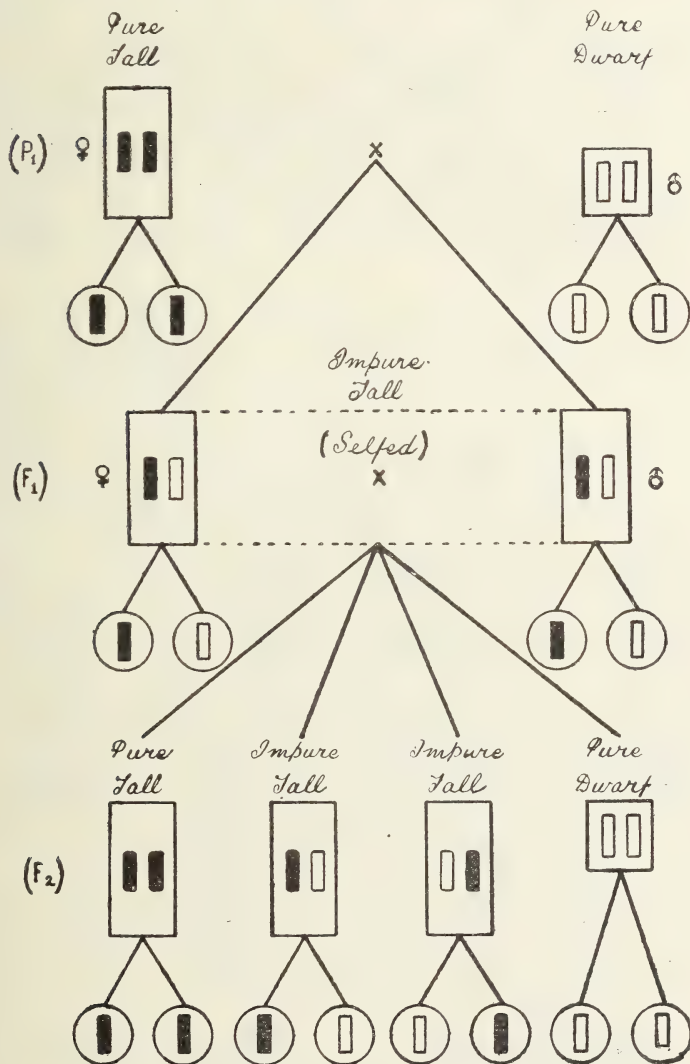 Pure
Tall
Pure
Dwarf
(P₁) ♀ x ♂
Impure
Tall
(Selfed)
(F₁) ♀ x ♂
Pure
Tall
Impure
Tall
Impure
Tall
Pure
Dwarf
(F₂)